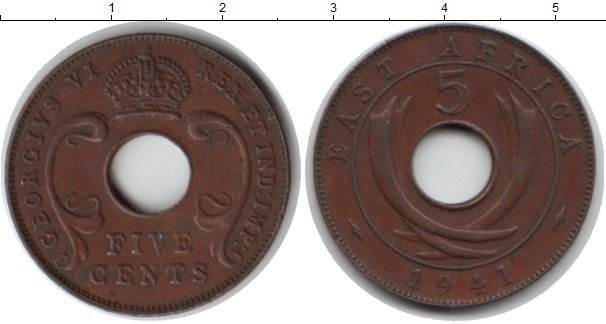 1 2 3 4 5
GEORGIVS VI REX ET IND:IMP:
FIVE
CENTS
EAST AFRICA
5
1941